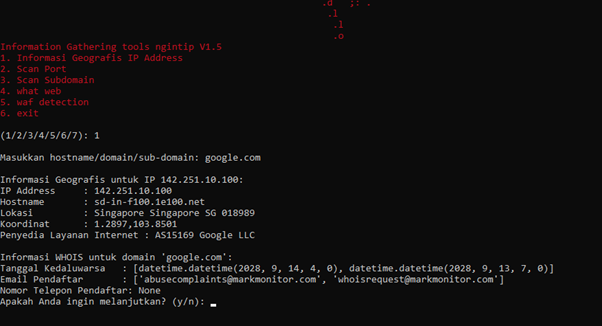 .d ;: .
.l
.l
.o
Information Gathering tools ngintip V1.5
1. Informasi Geografis IP Address
2. Scan Port
3. Scan Subdomain
4. what web
5. waf detection
6. exit
(1/2/3/4/5/6/7): 1
Masukkan hostname/domain/sub-domain: google.com
Informasi Geografis untuk IP 142.251.10.100:
IP Address : 142.251.10.100
Hostname : sd-in-f100.1e100.net
Lokasi : Singapore Singapore SG 018989
Koordinat : 1.2897,103.8501
Penyedia Layanan Internet : AS15169 Google LLC
Informasi WHOIS untuk domain 'google.com':
Tanggal Kedaluwarsa : [datetime.datetime(2028, 9, 14, 4, 0), datetime.datetime(2028, 9, 13, 7, 0)]
Email Pendaftar : ['abusecomplaints@markmonitor.com', 'whoisrequest@markmonitor.com']
Nomor Telepon Pendaftar: None
Apakah Anda ingin melanjutkan? (y/n): _